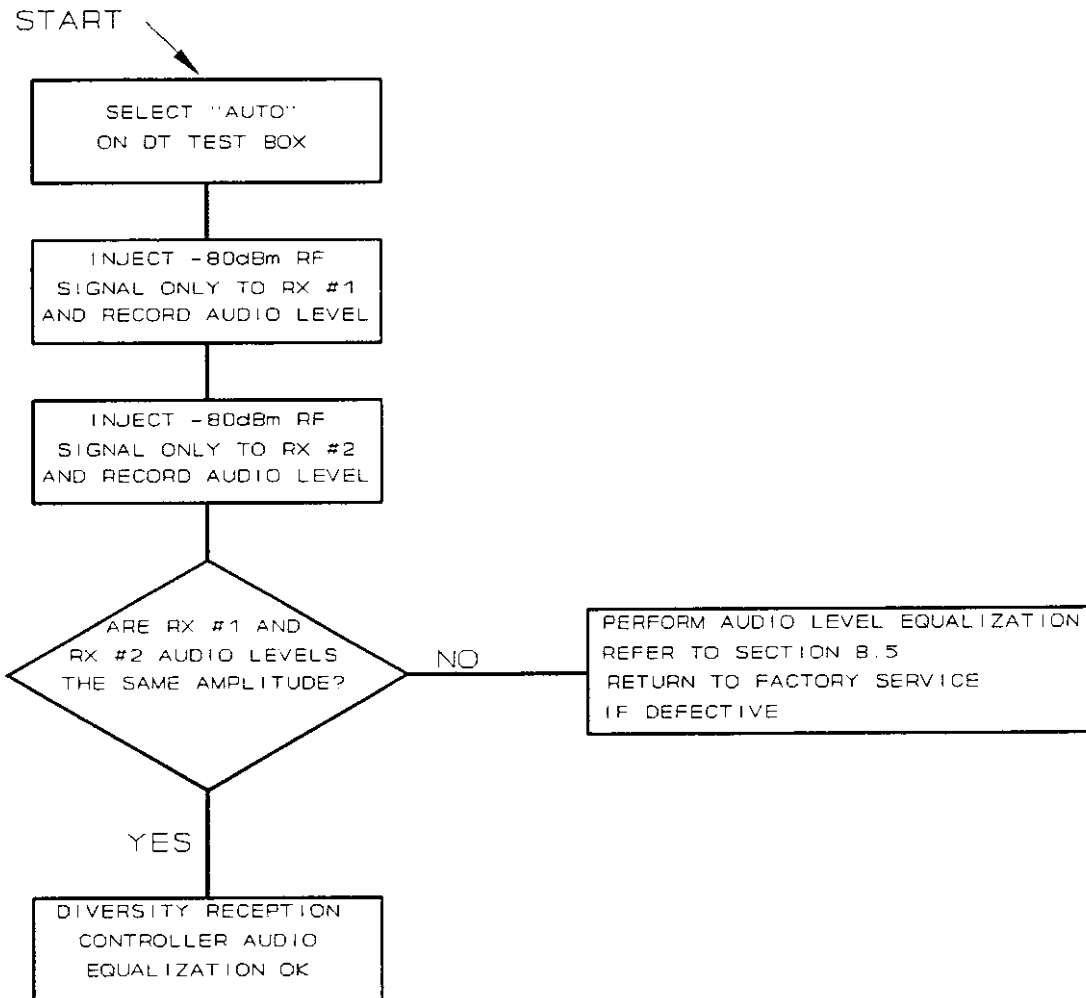 START
SELECT "AUTO"
ON DT TEST BOX
INJECT -80dBm RF
SIGNAL ONLY TO RX #1
AND RECORD AUDIO LEVEL
INJECT -80dBm RF
SIGNAL ONLY TO RX #2
AND RECORD AUDIO LEVEL
ARE RX #1 AND
RX #2 AUDIO LEVELS
THE SAME AMPLITUDE?
NO
PERFORM AUDIO LEVEL EQUALIZATION
REFER TO SECTION 8.5
RETURN TO FACTORY SERVICE
IF DEFECTIVE
YES
DIVERSITY RECEPTION
CONTROLLER AUDIO
EQUALIZATION OK